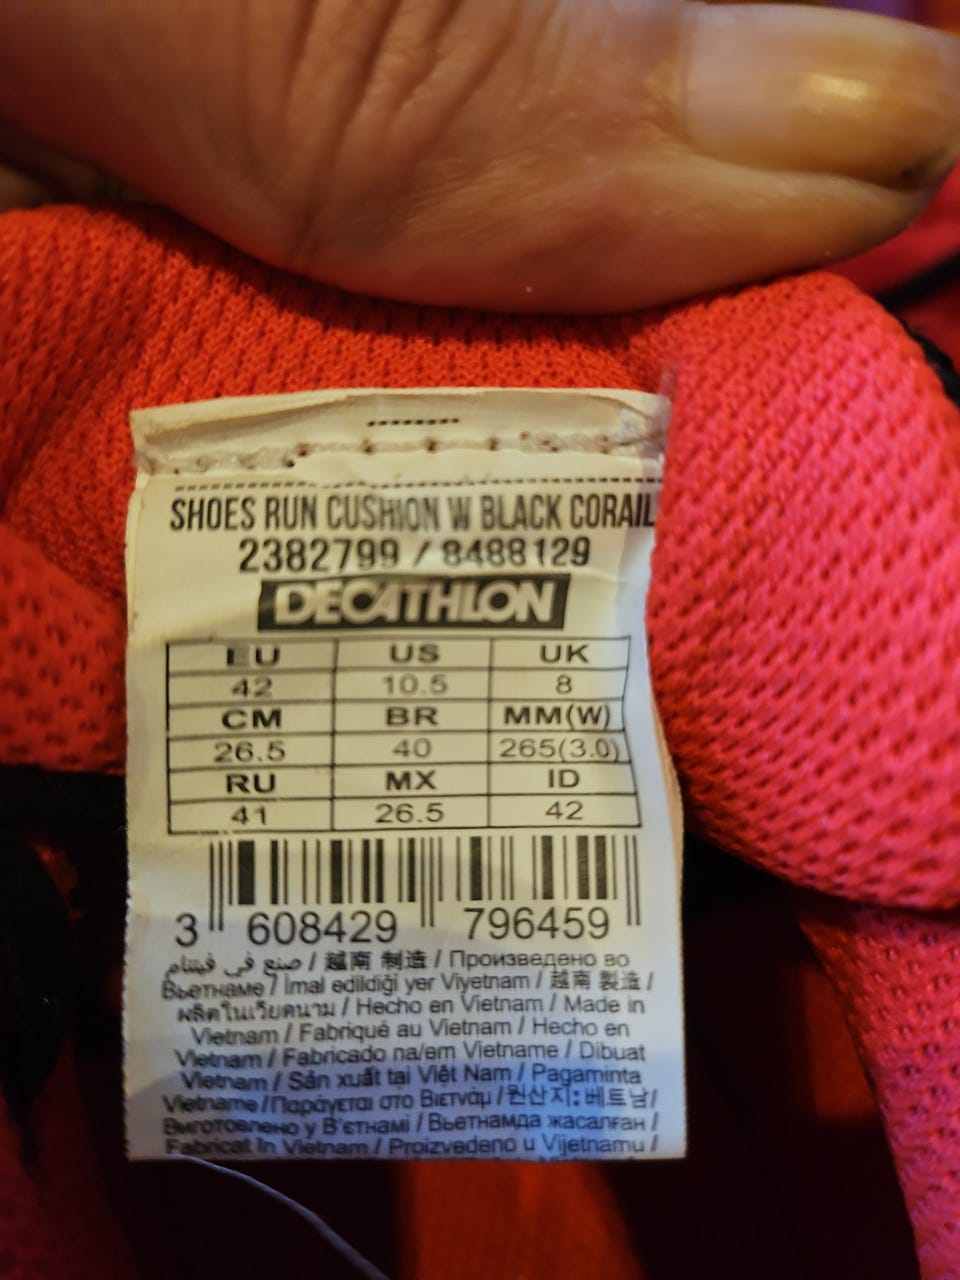 SHOES RUN CUSHION W BLACK CORAIL
2382799 / 8488129
DECATHLON
EU US UK
42 10.5 8
CM BR MM(W)
26.5 40 265(3.0)
RU MX ID
41 26.5 42
3 608429 796459
صنع في فيتنام / 越南 制造 / Произведено во
Вьетнаме / İmal edildiği yer Viyetnam / 越南 製造 /
ผลิตในเวียดนาม / Hecho en Vietnam / Made in
Vietnam / Fabriqué au Vietnam / Hecho en
Vietnam / Fabricado na/em Vietname / Dibuat
Vietnam / Sản xuất tại Việt Nam / Pagaminta
Vietname / Παράγεται στο Βιετνάμ / 원산지: 베트남 /
Виготовлено у В'єтнамі / Вьетнамда жасалған /
Fabricat în Vietnam / Proizvedeno u Vijetnamu /